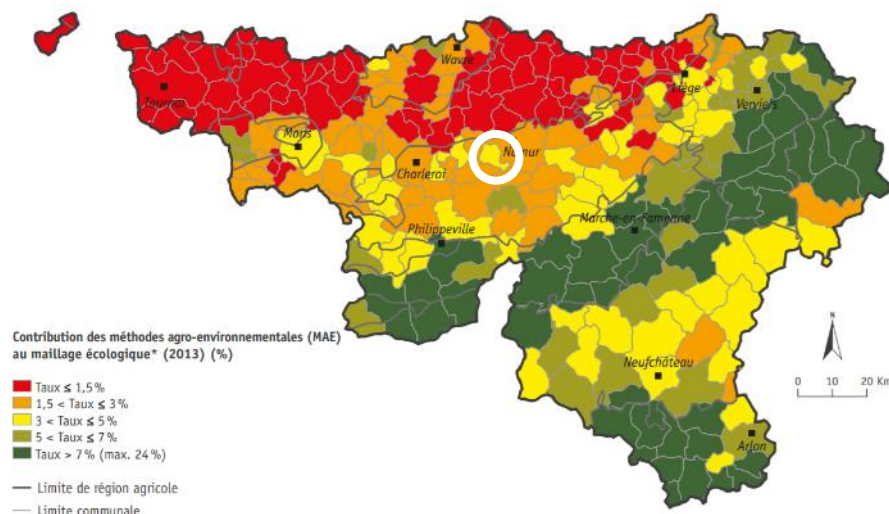 Wavre
Liège
Tournai
Verviers
Mons
Namur
Charleroi
Marche-en-Famenne
Philippeville
Contribution des méthodes agro-environnementales (MAE)
au maillage écologique* (2013) (%)
N
Taux ≤ 1,5 %
1,5 < Taux ≤ 3 %
3 < Taux ≤ 5 %
5 < Taux ≤ 7 %
Taux > 7 % (max. 24 %)
Neufchâteau
0 10 20 Km
Arlon
Limite de région agricole
Limite communale